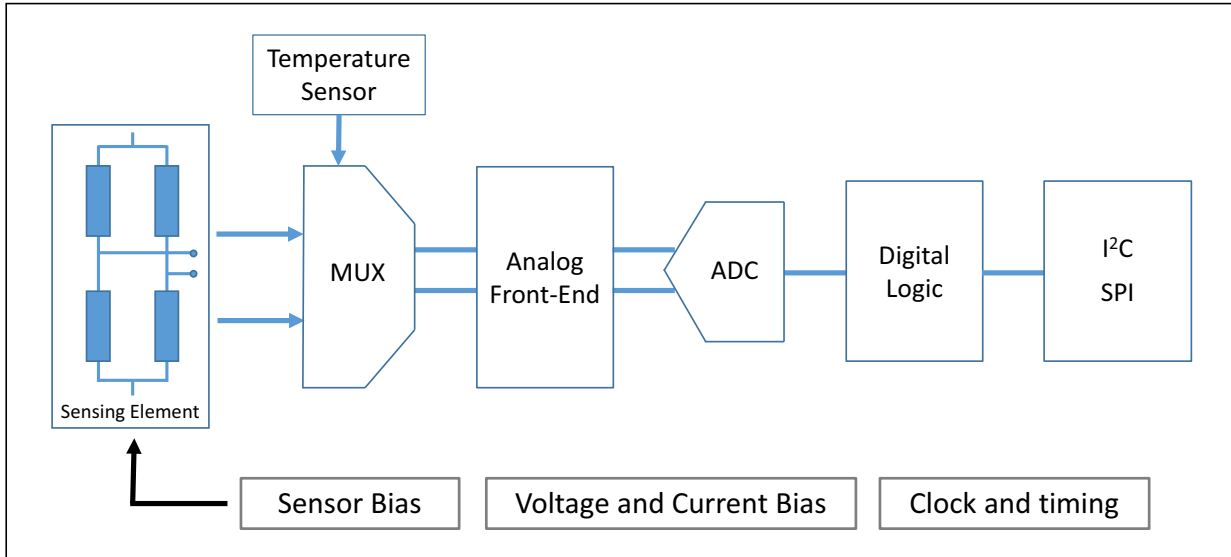 Temperature
Sensor
Sensing Element
MUX
Analog
Front-End
ADC
Digital
Logic
I²C
SPI
Sensor Bias
Voltage and Current Bias
Clock and timing